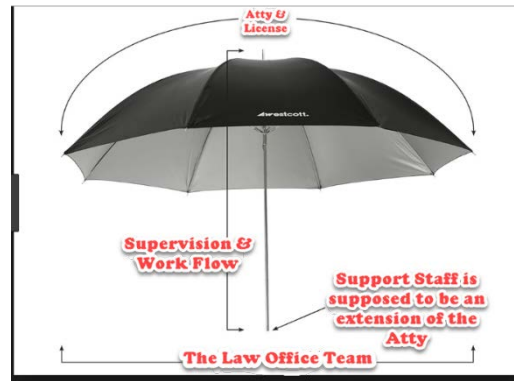 Atty &
License
westcott.
Supervision &
Work Flow
Support Staff is
supposed to be an
extension of the
Atty
The Law Office Team